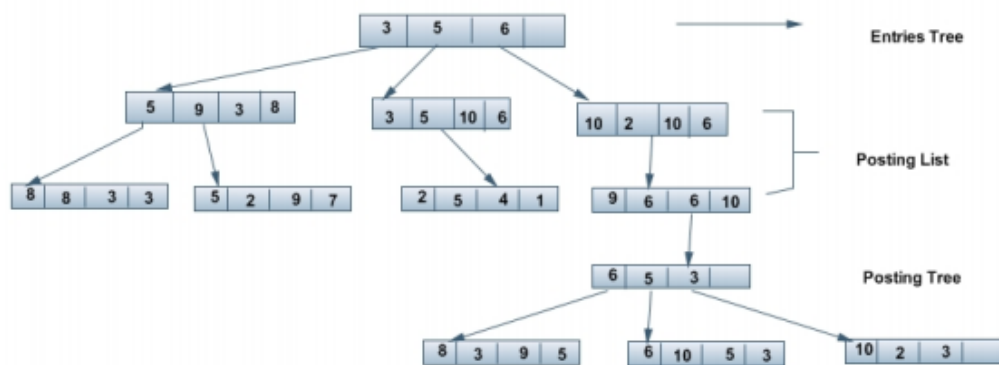 3 5 6
Entries Tree
5 9 3 8
3 5 10 6
10 2 10 6
Posting List
8 8 3 3
5 2 9 7
2 5 4 1
9 6 6 10
6 5 3
Posting Tree
8 3 9 5
6 10 5 3
10 2 3